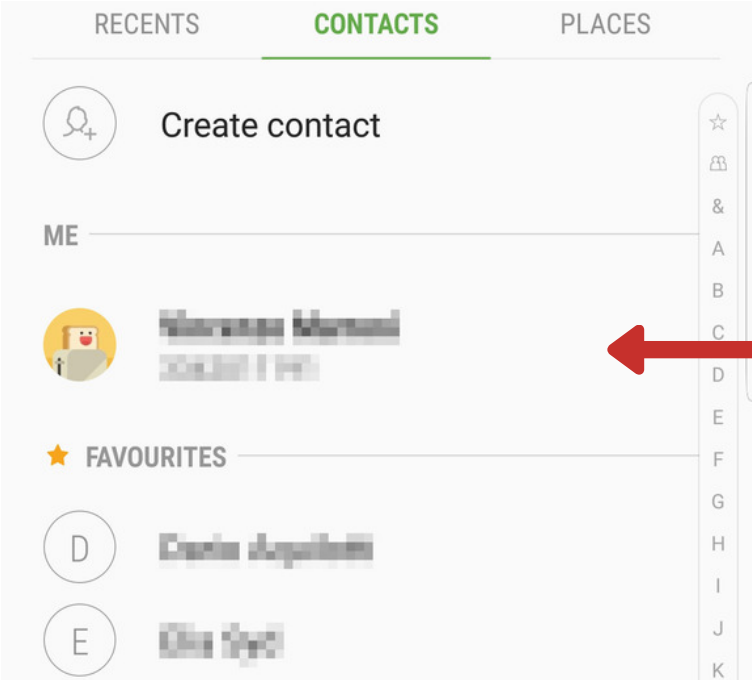 RECENTS CONTACTS PLACES
Create contact
☆
&
ME
A
B
C
D
E
★ FAVOURITES
F
G
D
H
I
J
E
K